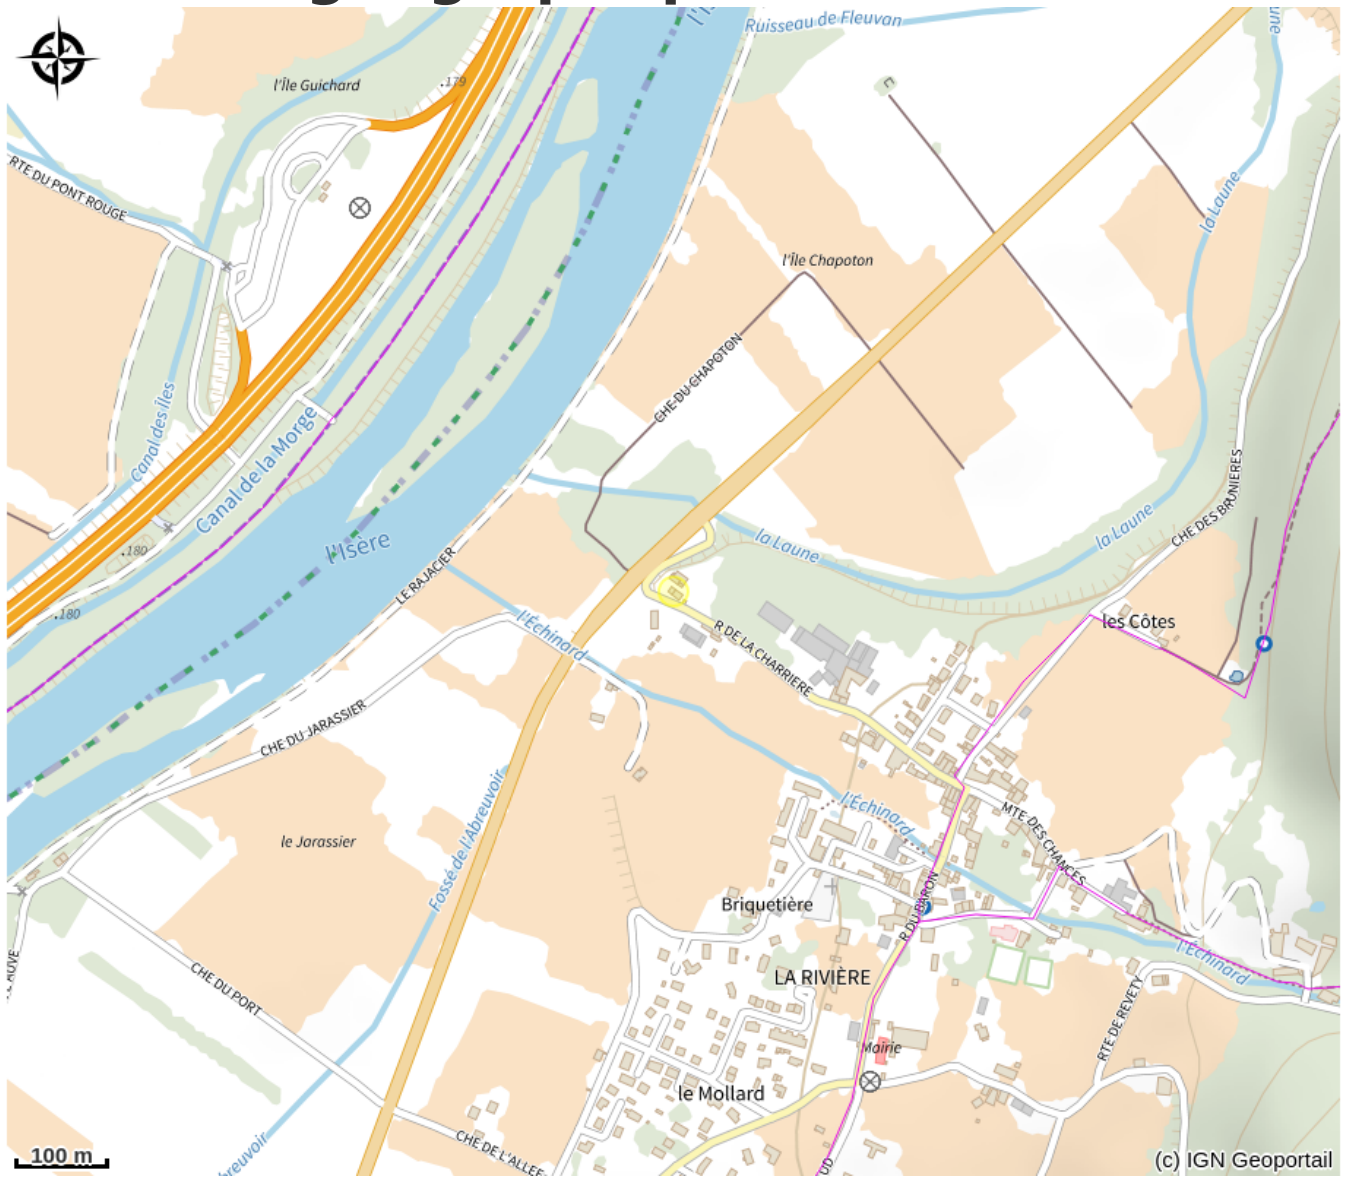 Ruisseau de Fleuvan
l'Île Guichard
.179
RTE DU PONT ROUGE
la Laune
l'Île Chapoton
CHE DU CHAPOTON
Canal des Îles
Canal de la Morge
CHE DES BRUNIERES
la Laune
la Laune
l'Isère
.180
LE RAJACIER
.180
l'Échinard
les Côtes
R DE LA CHARRIERE
CHE DU JARASSIER
Fossé de l'Abreuvoir
l'Échinard
MTE DES CHANCES
le Jarassier
R DU BARON
Briquetière
l'Échinard
LA RIVIÈRE
CHE DU PORT
RTE DE REVETY
Mairie
le Mollard
CHE DE L'ALLEE
breuvoir
UD
100 m
(c) IGN Geoportail